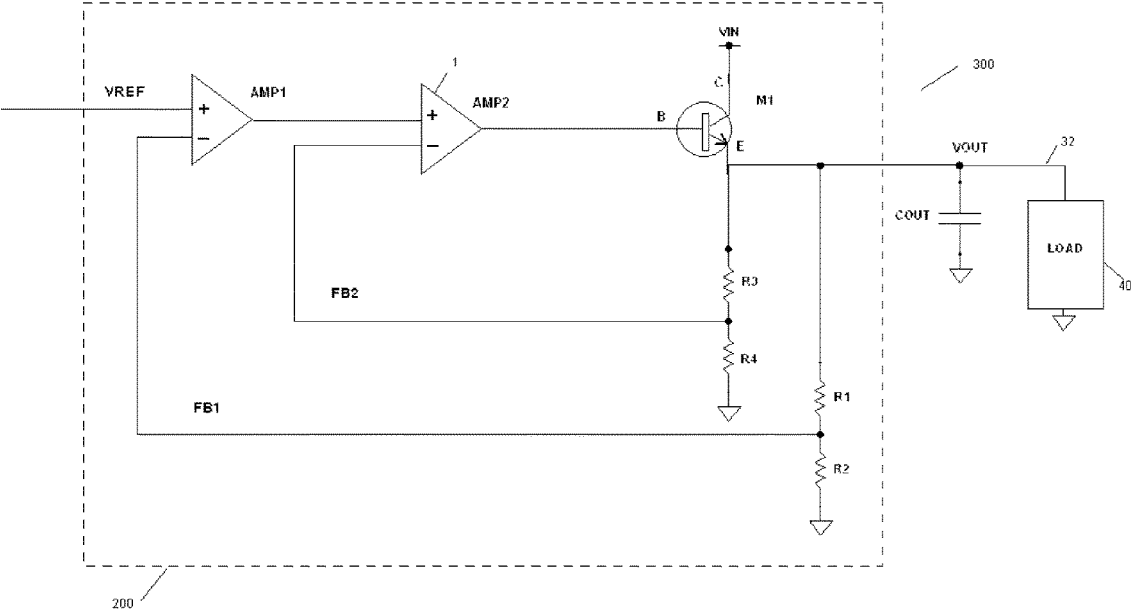 VIN
1
300
VREF
AMP1
AMP2
C
M1
+
+
B
−
−
E
VOUT
32
COUT
LOAD
R3
40
FB2
R4
R1
FB1
R2
200